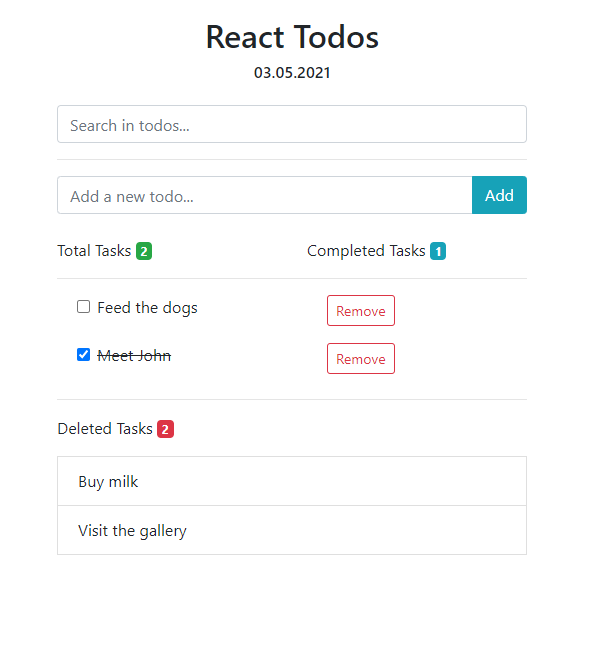 React Todos
03.05.2021
Search in todos...
Add a new todo... Add
Total Tasks 2 Completed Tasks 1
Feed the dogs Remove
Meet John Remove
Deleted Tasks 2
Buy milk
Visit the gallery